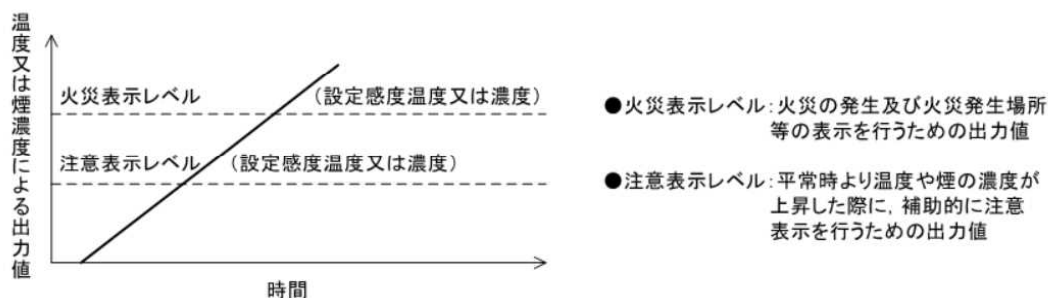 温度又は煙濃度による出力値
火災表示レベル
(設定感度温度又は濃度)
注意表示レベル
(設定感度温度又は濃度)
時間
●火災表示レベル:火災の発生及び火災発生場所
等の表示を行うための出力値
●注意表示レベル:平常時より温度や煙の濃度が
上昇した際に,補助的に注意
表示を行うための出力値